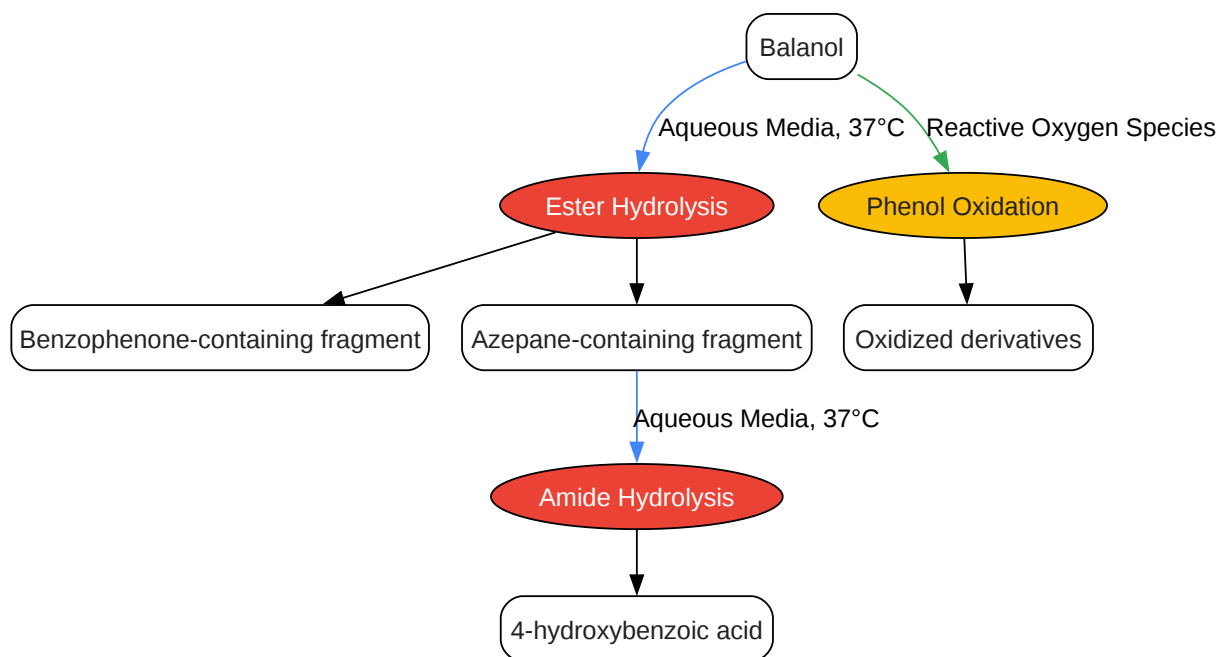 Balanol
Aqueous Media, 37°C
Reactive Oxygen Species
Ester Hydrolysis
Phenol Oxidation
Benzophenone-containing fragment
Azepane-containing fragment
Oxidized derivatives
Aqueous Media, 37°C
Amide Hydrolysis
4-hydroxybenzoic acid